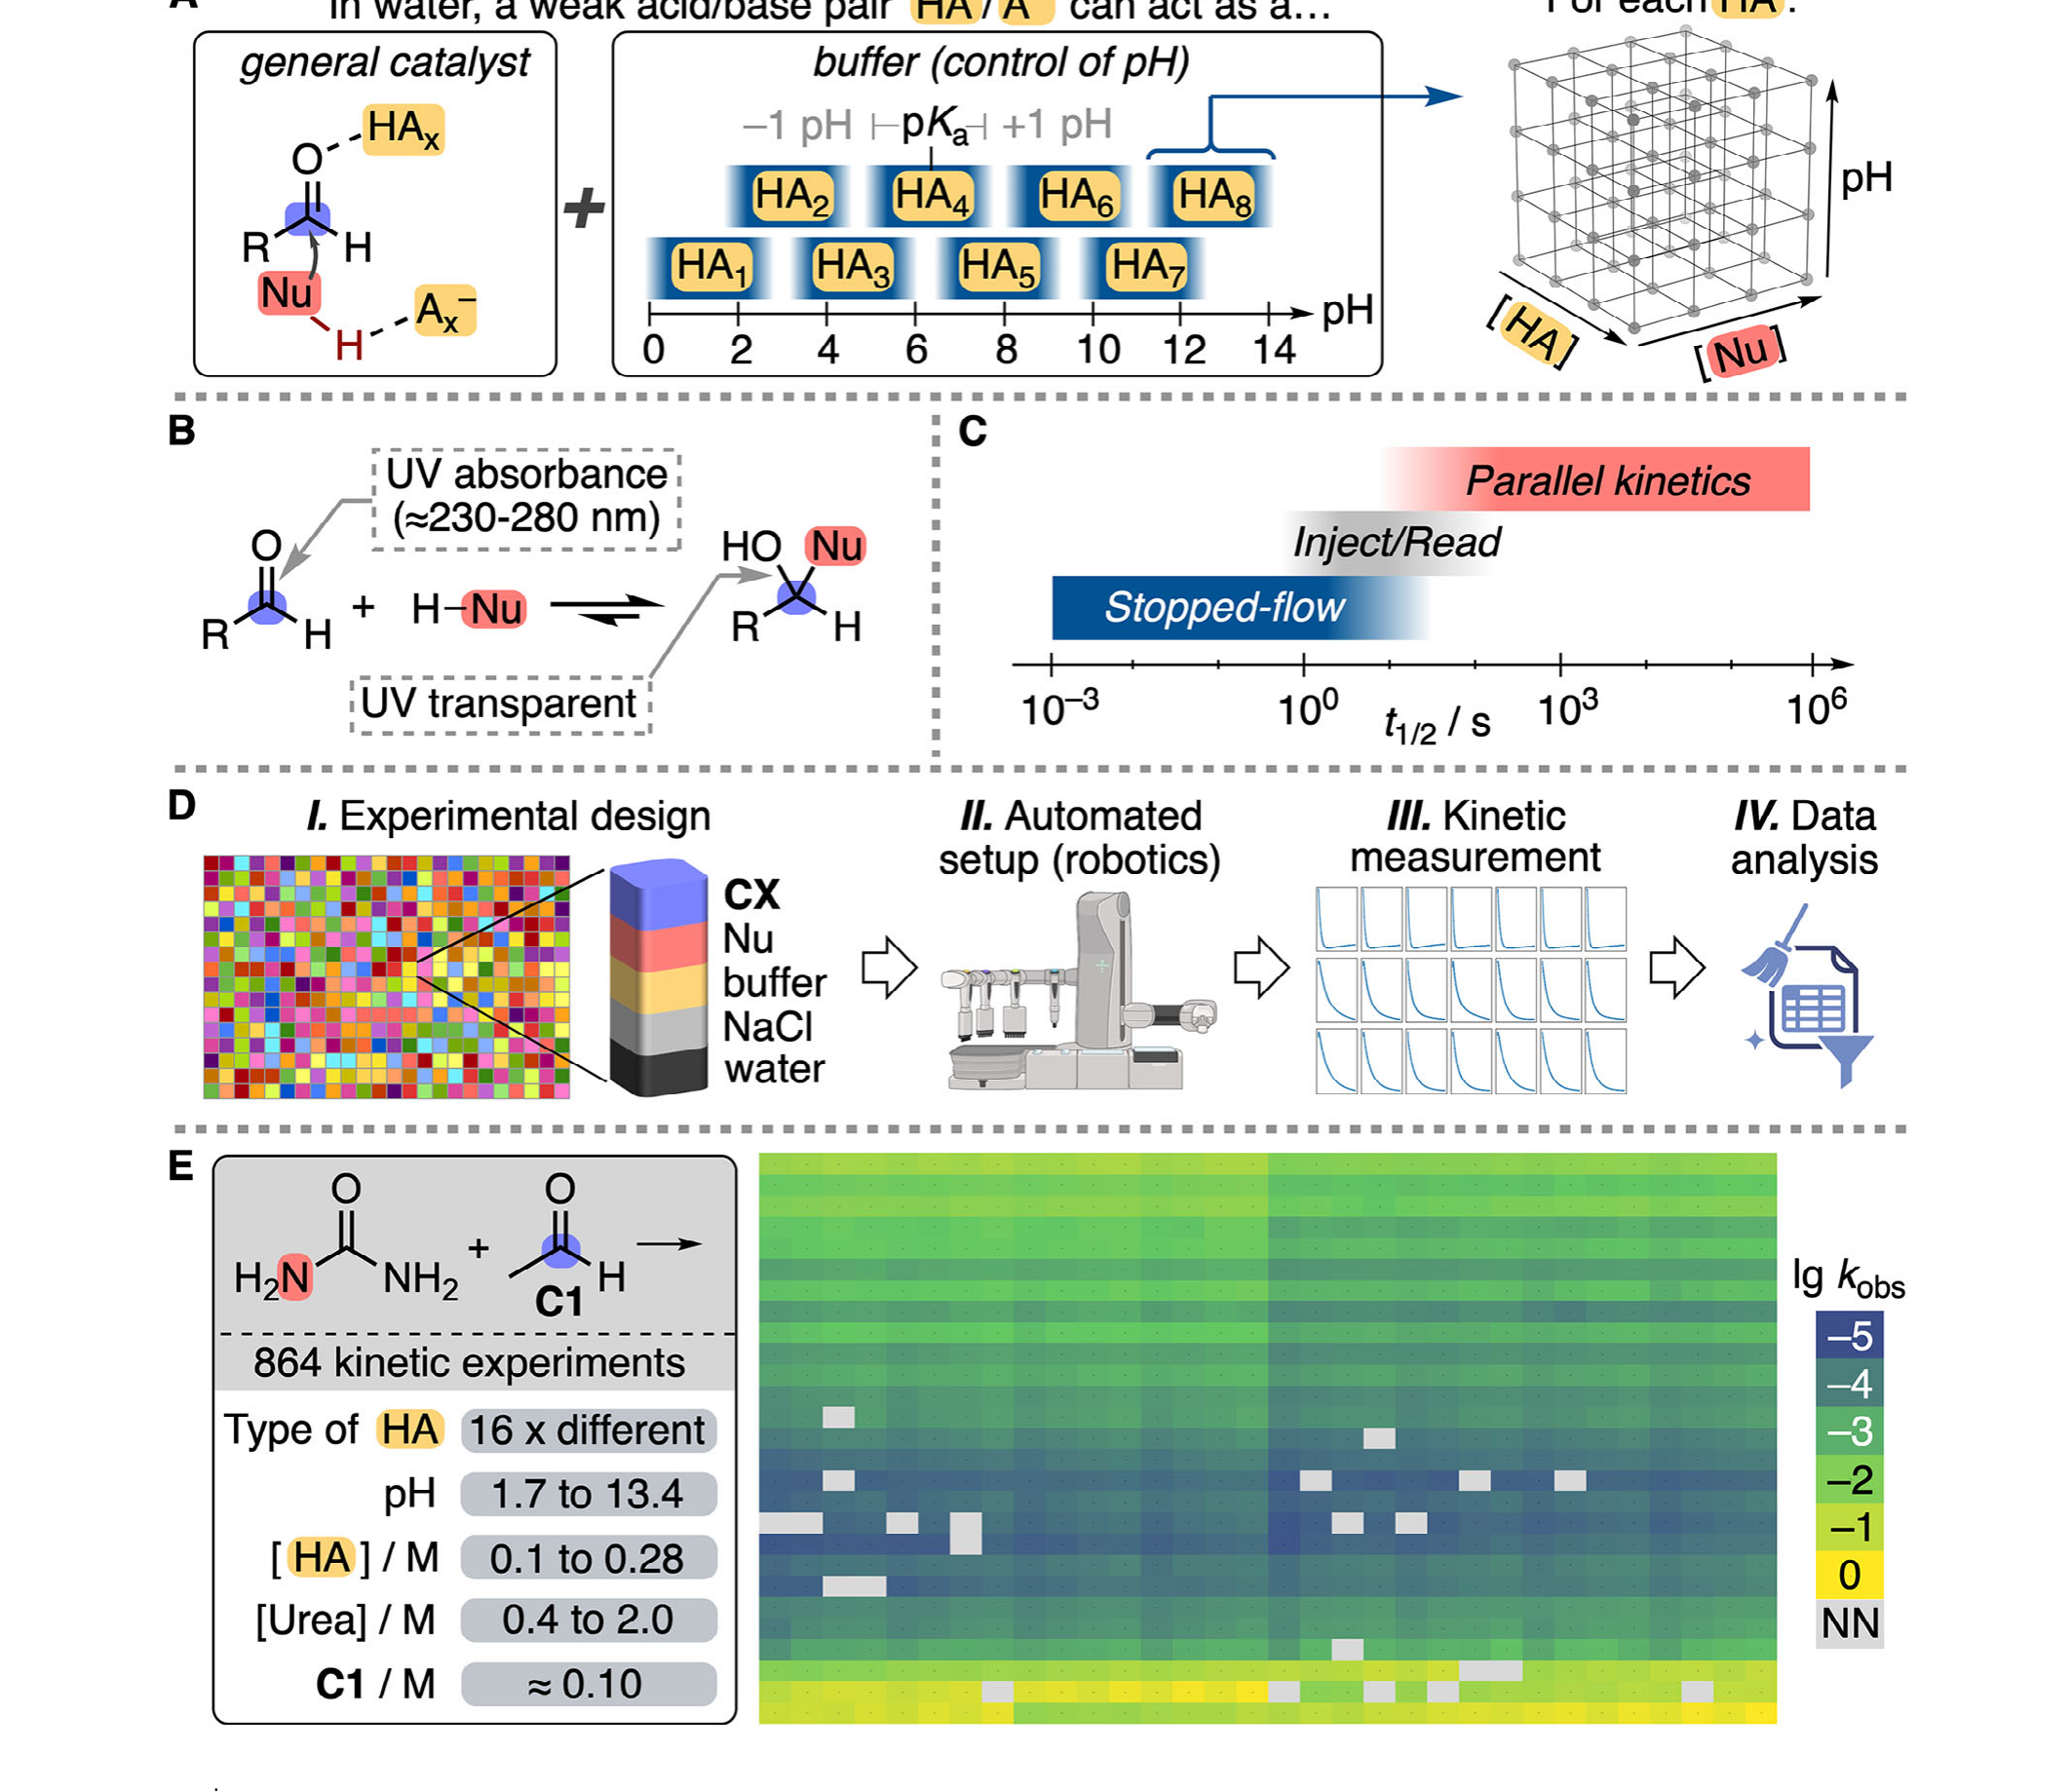 A In water, a weak acid/base pair HA / A⁻ can act as a... For each HA :
general catalyst
HAₓ
O
R H
Nu
Aₓ⁻
H
+
buffer (control of pH)
–1 pH pKₐ +1 pH
HA₂ HA₄ HA₆ HA₈
HA₁ HA₃ HA₅ HA₇
pH
0 2 4 6 8 10 12 14
pH
[HA]
[Nu]
B
UV absorbance
(≈230-280 nm)
O
R H
+ H–Nu
HO Nu
R H
UV transparent
C
Parallel kinetics
Inject/Read
Stopped-flow
10⁻³ 10⁰ 10³ 10⁶
t₁/₂ / s
D
I. Experimental design
CX
Nu
buffer
NaCl
water
II. Automated
setup (robotics)
III. Kinetic
measurement
IV. Data
analysis
E
O O
H₂N NH₂ + H
C1
864 kinetic experiments
Type of HA 16 x different
pH 1.7 to 13.4
[HA] / M 0.1 to 0.28
[Urea] / M 0.4 to 2.0
C1 / M ≈ 0.10
lg kobs
–5
–4
–3
–2
–1
0
NN